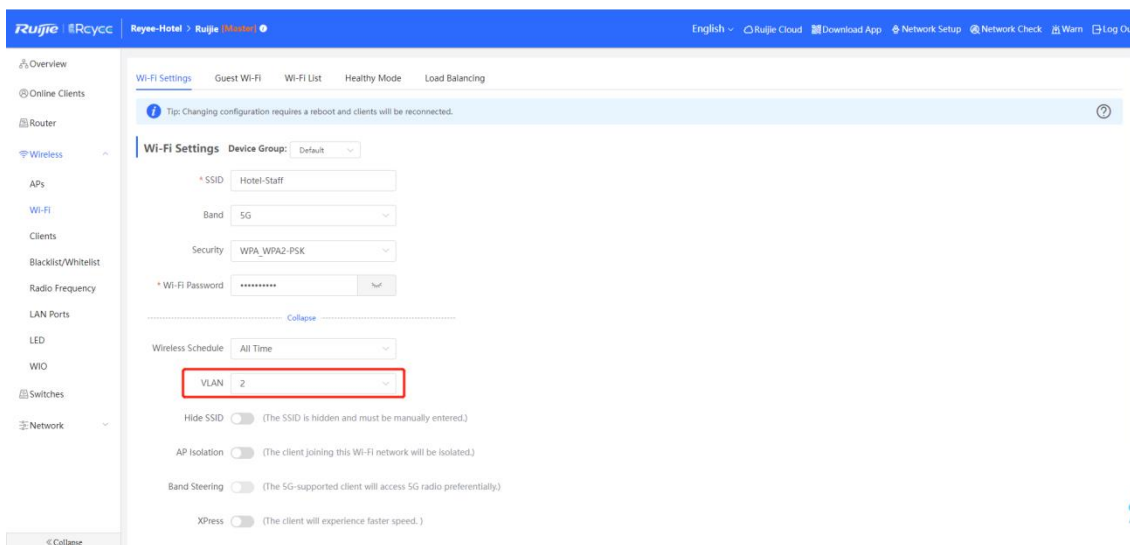 Ruijie | Rcycc Reyee-Hotel > Ruijie [Master] English Ruijie Cloud Download App Network Setup Network Check Warn Log Ou
Overview
Online Clients
Router
Wireless
APs
Wi-Fi
Clients
Blacklist/Whitelist
Radio Frequency
LAN Ports
LED
WIO
Switches
Network
« Collapse
Wi-Fi Settings Guest Wi-Fi Wi-Fi List Healthy Mode Load Balancing
Tip: Changing configuration requires a reboot and clients will be reconnected.
Wi-Fi Settings Device Group: Default
* SSID Hotel-Staff
Band 5G
Security WPA_WPA2-PSK
* Wi-Fi Password ••••••••••
Collapse
Wireless Schedule All Time
VLAN 2
Hide SSID (The SSID is hidden and must be manually entered.)
AP Isolation (The client joining this Wi-Fi network will be isolated.)
Band Steering (The 5G-supported client will access 5G radio preferentially.)
XPress (The client will experience faster speed. )